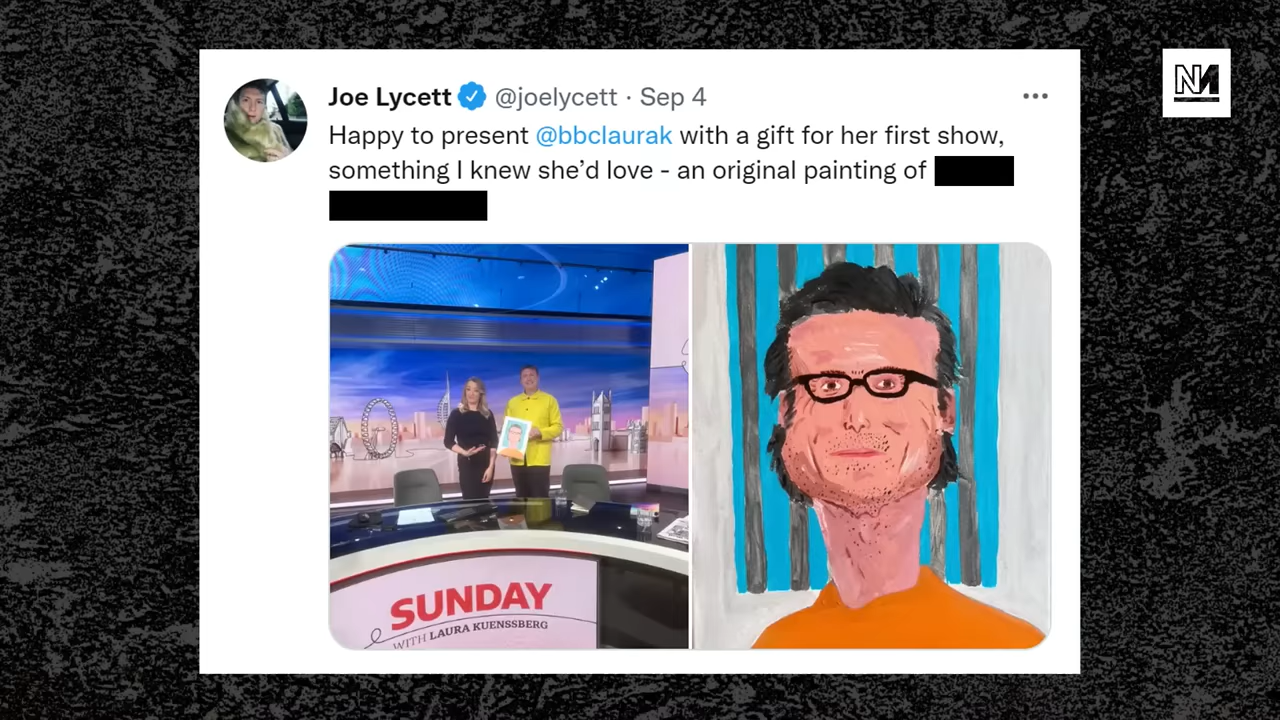 Joe Lycett @joelycett · Sep 4
Happy to present @bbclaurak with a gift for her first show,
something I knew she’d love - an original painting of
SUNDAY
WITH LAURA KUENSSBERG